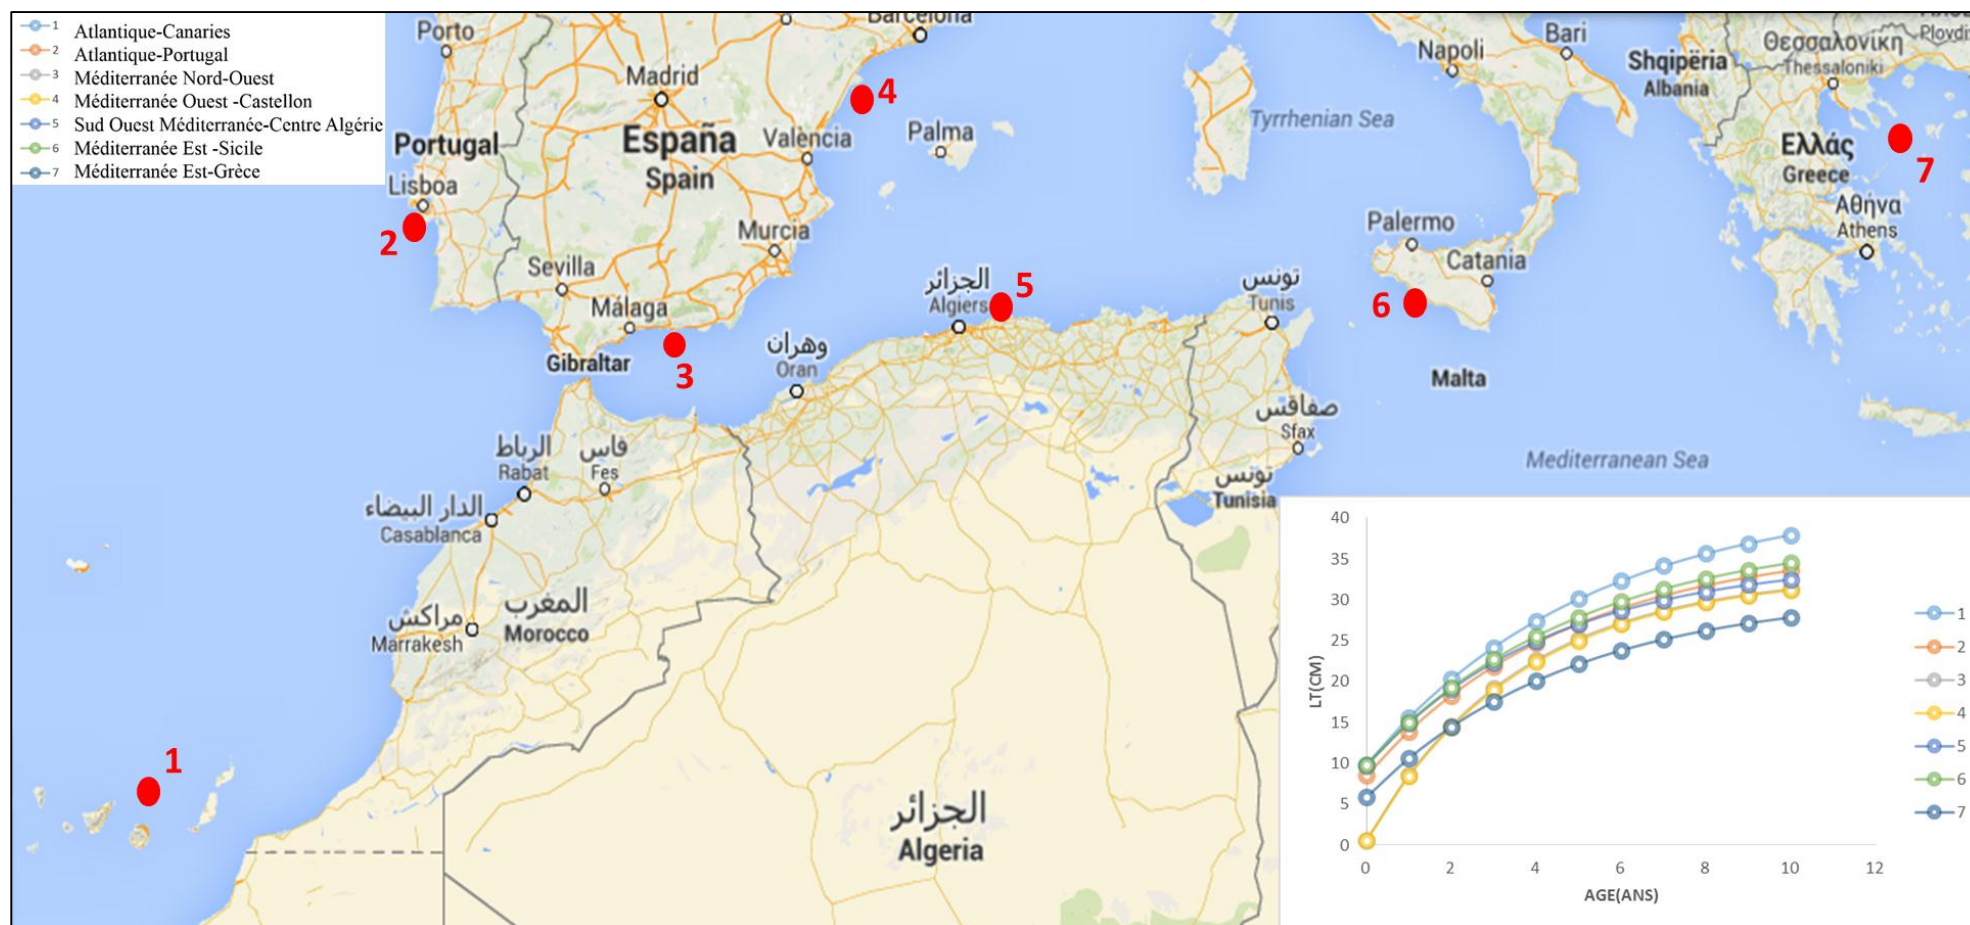 1 Atlantique-Canaries
2 Atlantique-Portugal
3 Méditerranée Nord-Ouest
4 Méditerranée Ouest -Castellon
5 Sud Ouest Méditerranée-Centre Algérie
6 Méditerranée Est -Sicile
7 Méditerranée Est-Grèce
Porto
Barcelona
Madrid
4
Portugal
España
Spain
València
Palma
Lisboa
2
Murcia
Sevilla
Málaga
Gibraltar
3
Tyrrhenian Sea
Napoli
Bari
Shqipëria
Albania
Θεσσαλονίκη
Thessaloniki
Ελλάς
Greece
7
Αθήνα
Athens
Palermo
Catania
6
Malta
الجزائر
Algiers
5
تونس
Tunis
وهران
Oran
صفاقس
Sfax
تونس
Tunisia
Mediterranean Sea
الرباط
Rabat
فاس
Fes
الدار البيضاء
Casablanca
المغرب
Morocco
مراكش
Marrakesh
1
الجزائر
Algeria
40
35
30
25
20
15
10
5
0
LT(CM)
0 2 4 6 8 10 12
AGE(ANS)
1
2
3
4
5
6
7